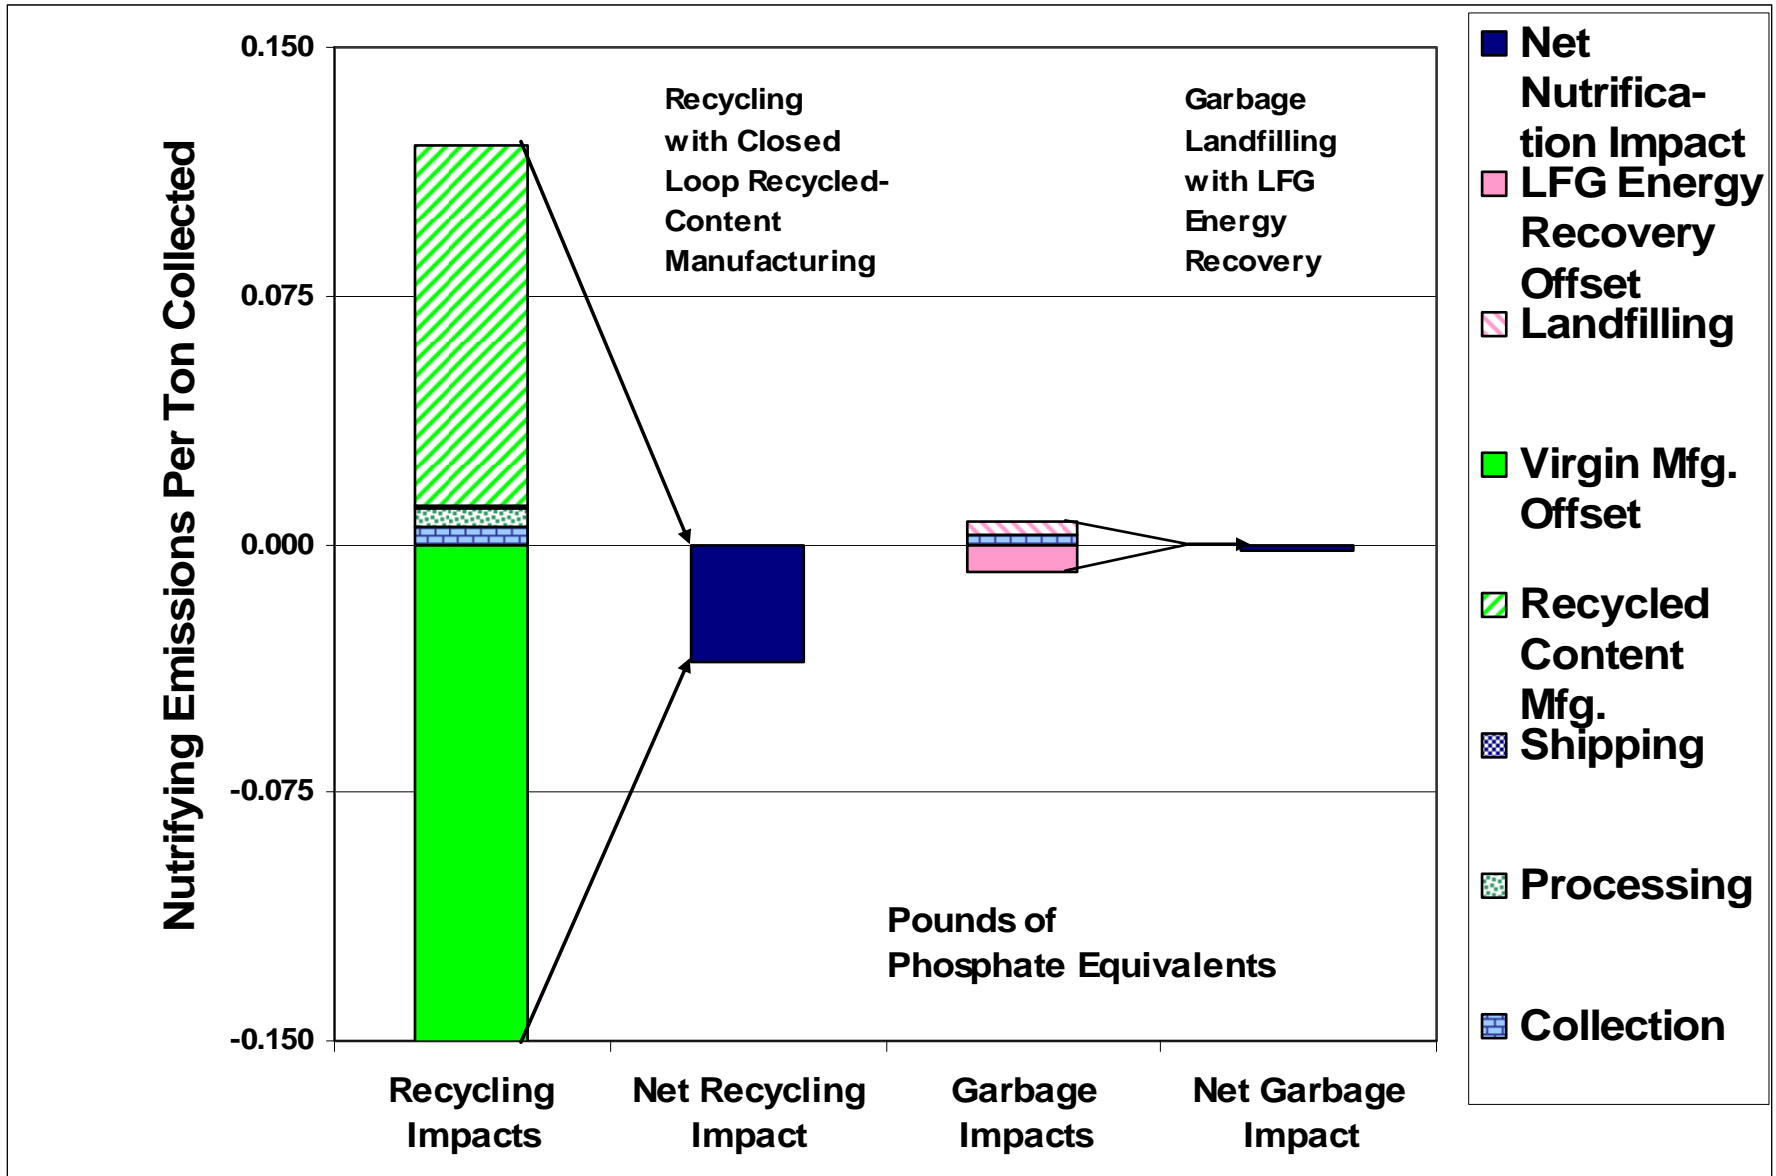 Nutrifying Emissions Per Ton Collected
0.150
0.075
0.000
-0.075
-0.150
Recycling
with Closed
Loop Recycled-
Content
Manufacturing
Garbage
Landfilling
with LFG
Energy
Recovery
Pounds of
Phosphate Equivalents
Recycling
Impacts
Net Recycling
Impact
Garbage
Impacts
Net Garbage
Impact
Net
Nutrifica-
tion Impact
LFG Energy
Recovery
Offset
Landfilling
Virgin Mfg.
Offset
Recycled
Content
Mfg.
Shipping
Processing
Collection